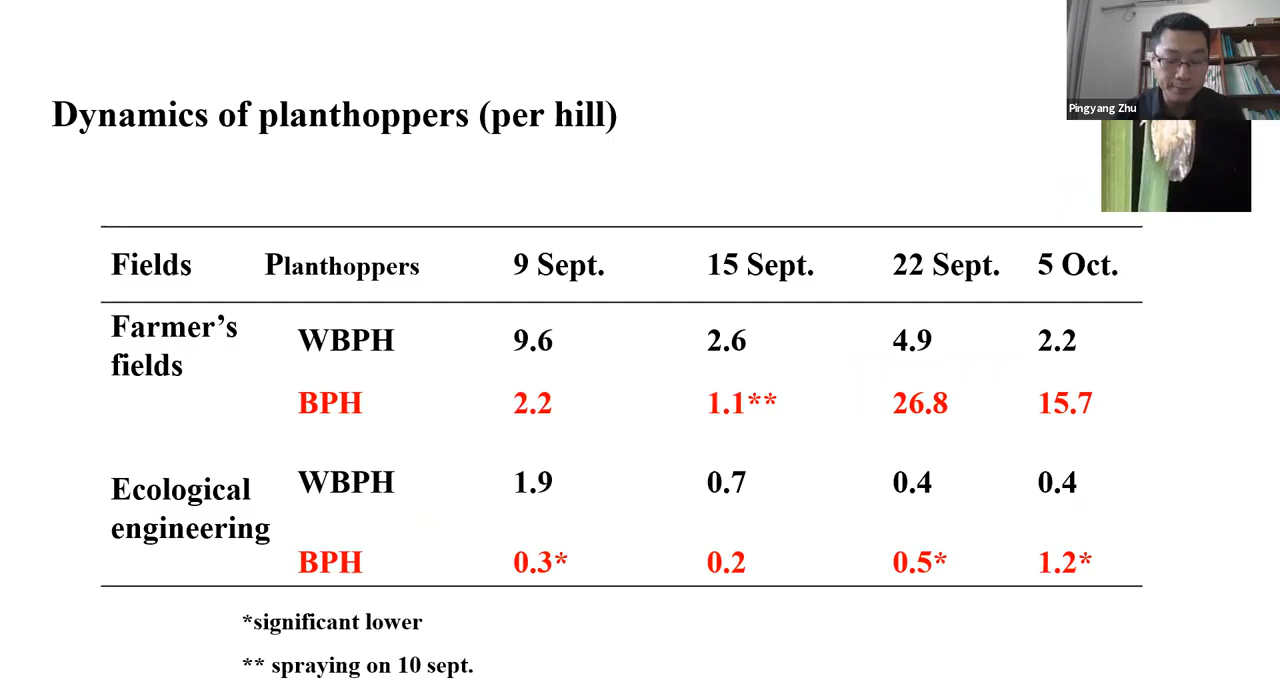 Pingyang Zhu
Dynamics of planthoppers (per hill)
Fields Planthoppers 9 Sept. 15 Sept. 22 Sept. 5 Oct.
Farmer’s
fields
WBPH 9.6 2.6 4.9 2.2
BPH 2.2 1.1** 26.8 15.7
Ecological
engineering
WBPH 1.9 0.7 0.4 0.4
BPH 0.3* 0.2 0.5* 1.2*
*significant lower
** spraying on 10 sept.